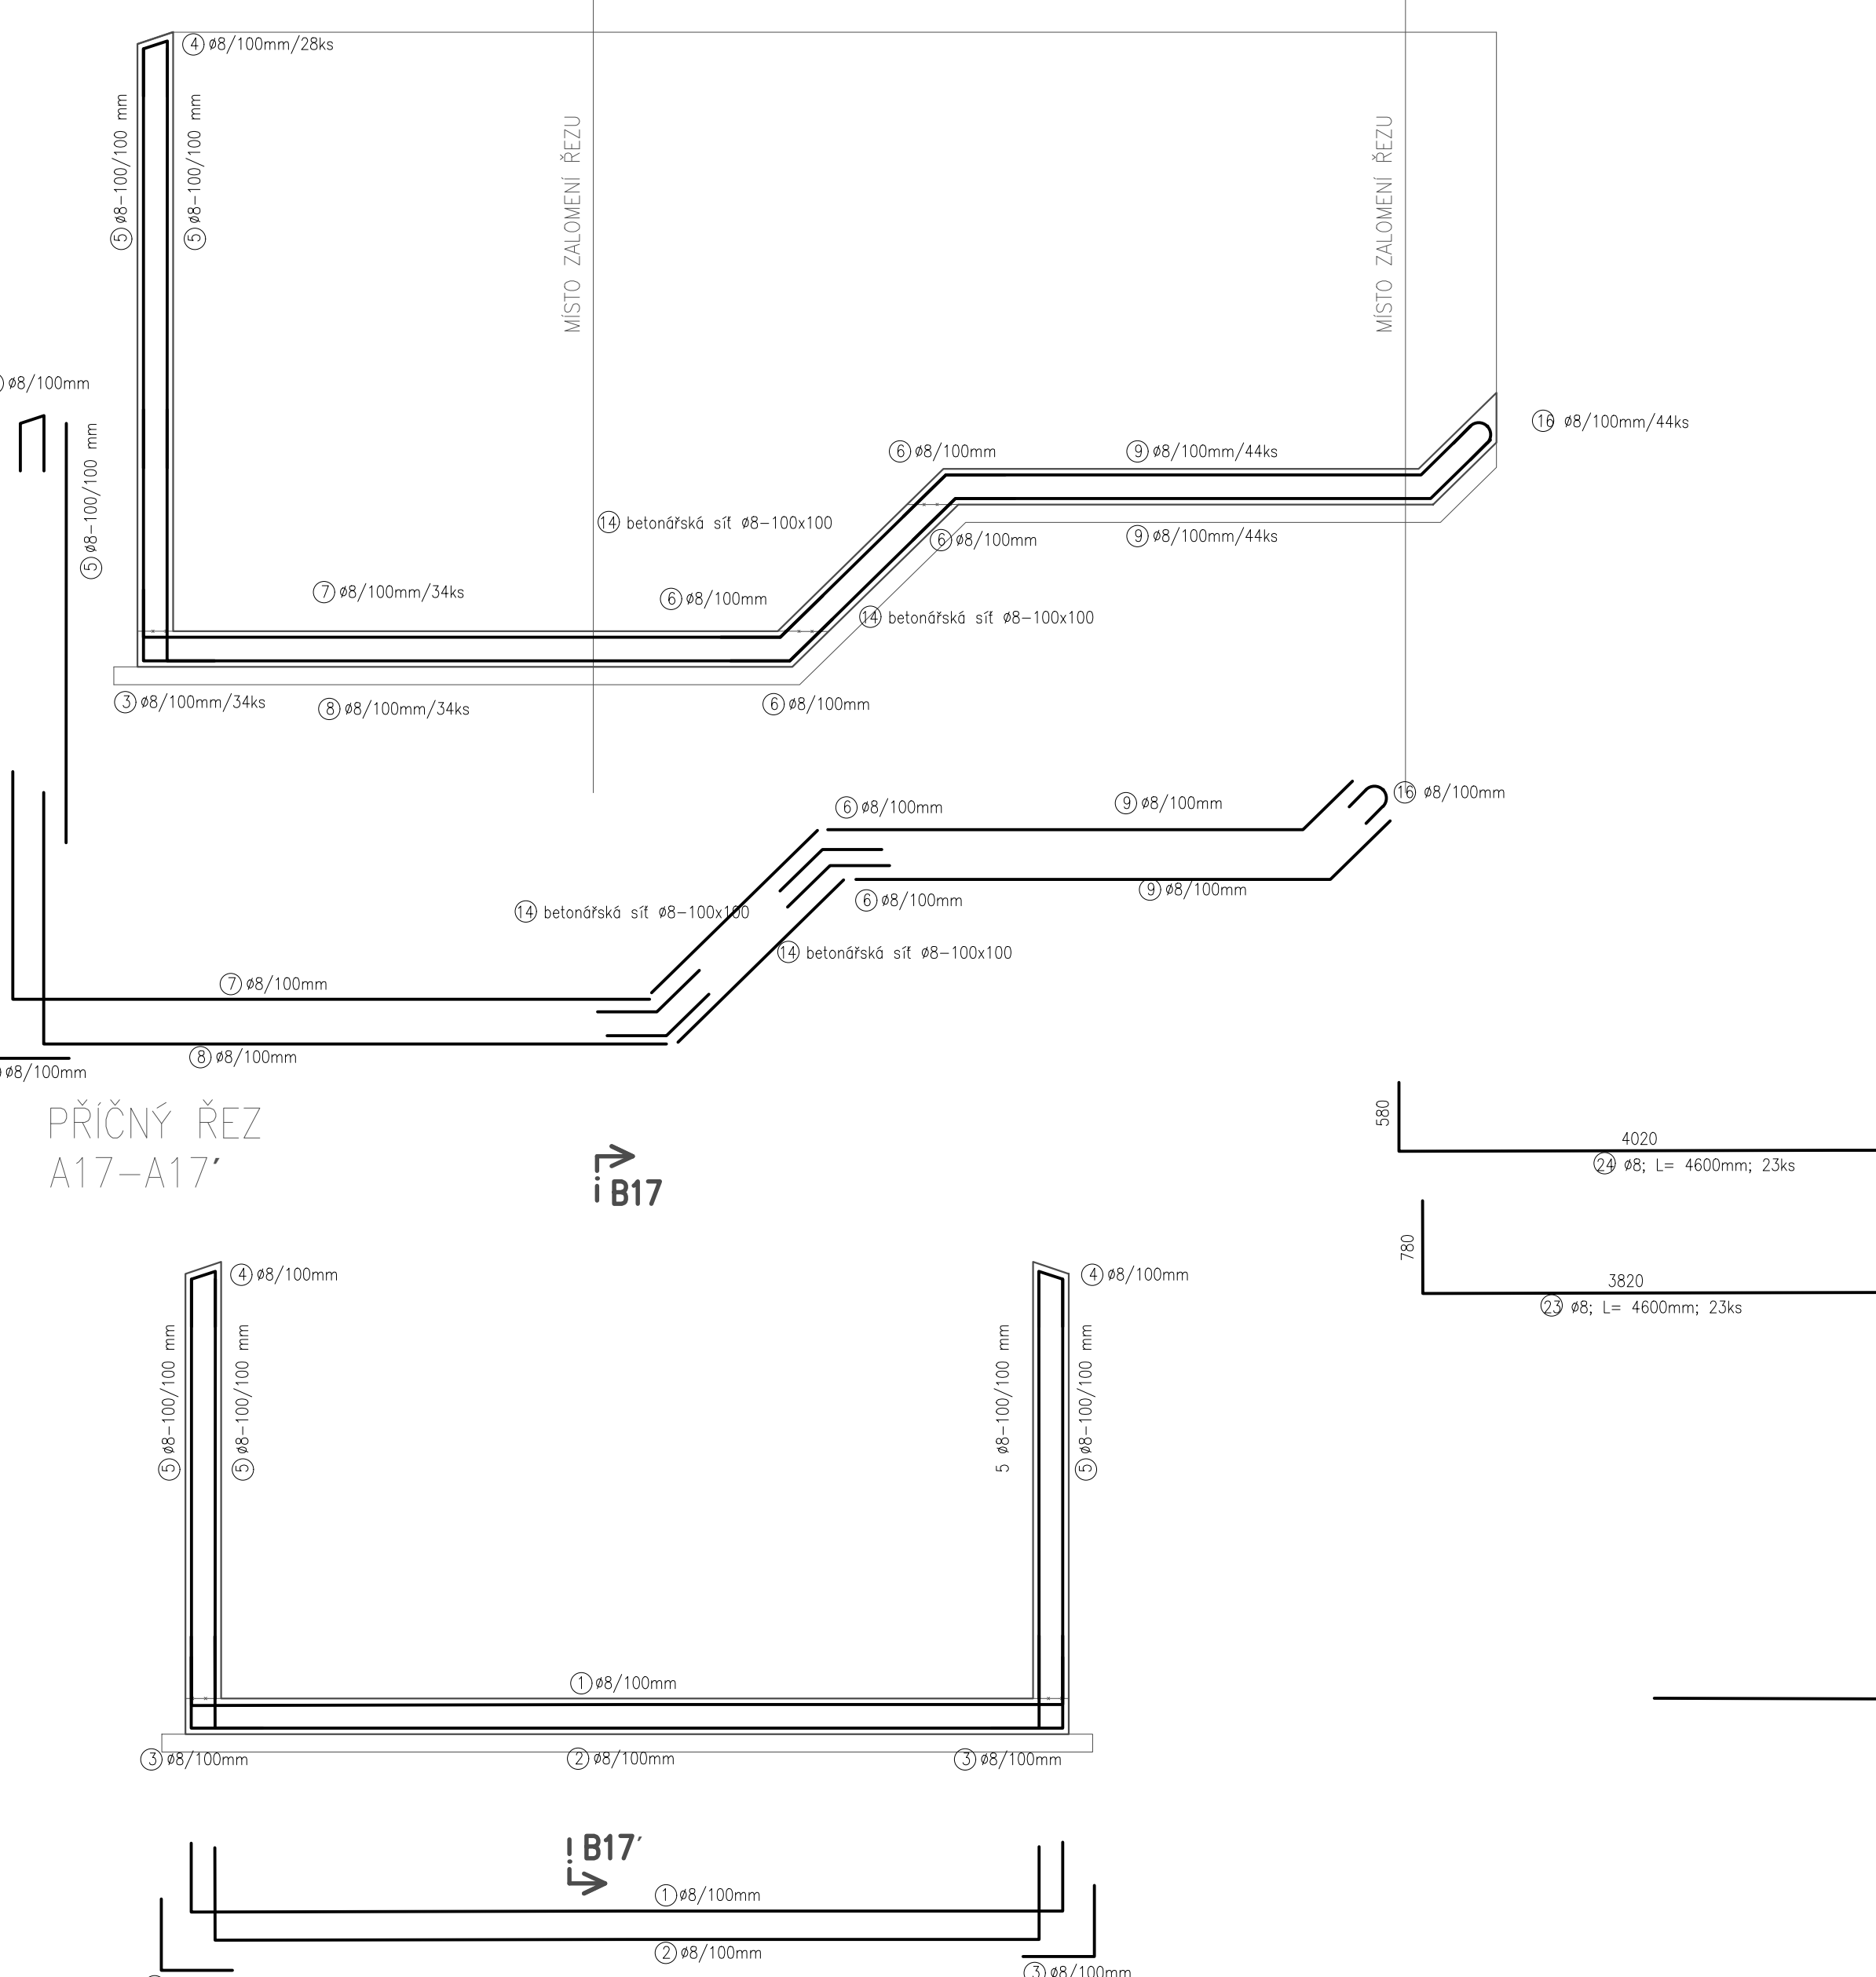 4 ø8/100mm/28ks
5 ø8-100/100 mm
5 ø8-100/100 mm
MÍSTO ZALOMENÍ ŘEZU
MÍSTO ZALOMENÍ ŘEZU
ø8/100mm
5 ø8-100/100 mm
16 ø8/100mm/44ks
6 ø8/100mm
9 ø8/100mm/44ks
14 betonářská síť ø8-100x100
6 ø8/100mm
9 ø8/100mm/44ks
7 ø8/100mm/34ks
6 ø8/100mm
14 betonářská síť ø8-100x100
3 ø8/100mm/34ks
8 ø8/100mm/34ks
6 ø8/100mm
16 ø8/100mm
6 ø8/100mm
9 ø8/100mm
9 ø8/100mm
6 ø8/100mm
14 betonářská síť ø8-100x100
14 betonářská síť ø8-100x100
7 ø8/100mm
8 ø8/100mm
ø8/100mm
PŘÍČNÝ ŘEZ
A17-A17'
B17
580
4020
24 ø8; L= 4600mm; 23ks
780
3820
23 ø8; L= 4600mm; 23ks
4 ø8/100mm
4 ø8/100mm
5 ø8-100/100 mm
5 ø8-100/100 mm
5 ø8-100/100 mm
5 ø8-100/100 mm
1 ø8/100mm
3 ø8/100mm
2 ø8/100mm
3 ø8/100mm
B17'
1 ø8/100mm
2 ø8/100mm
3 ø8/100mm